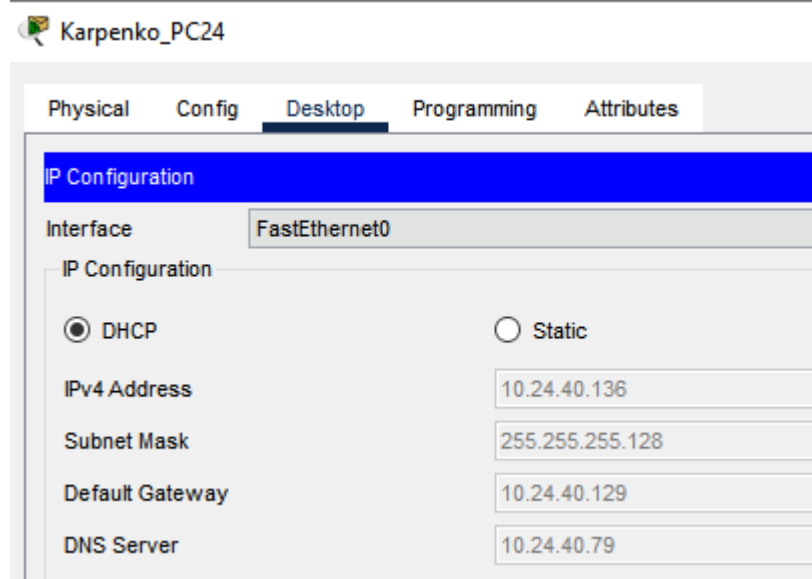 Karpenko_PC24
Physical Config Desktop Programming Attributes
IP Configuration
Interface FastEthernet0
IP Configuration
DHCP Static
IPv4 Address 10.24.40.136
Subnet Mask 255.255.255.128
Default Gateway 10.24.40.129
DNS Server 10.24.40.79